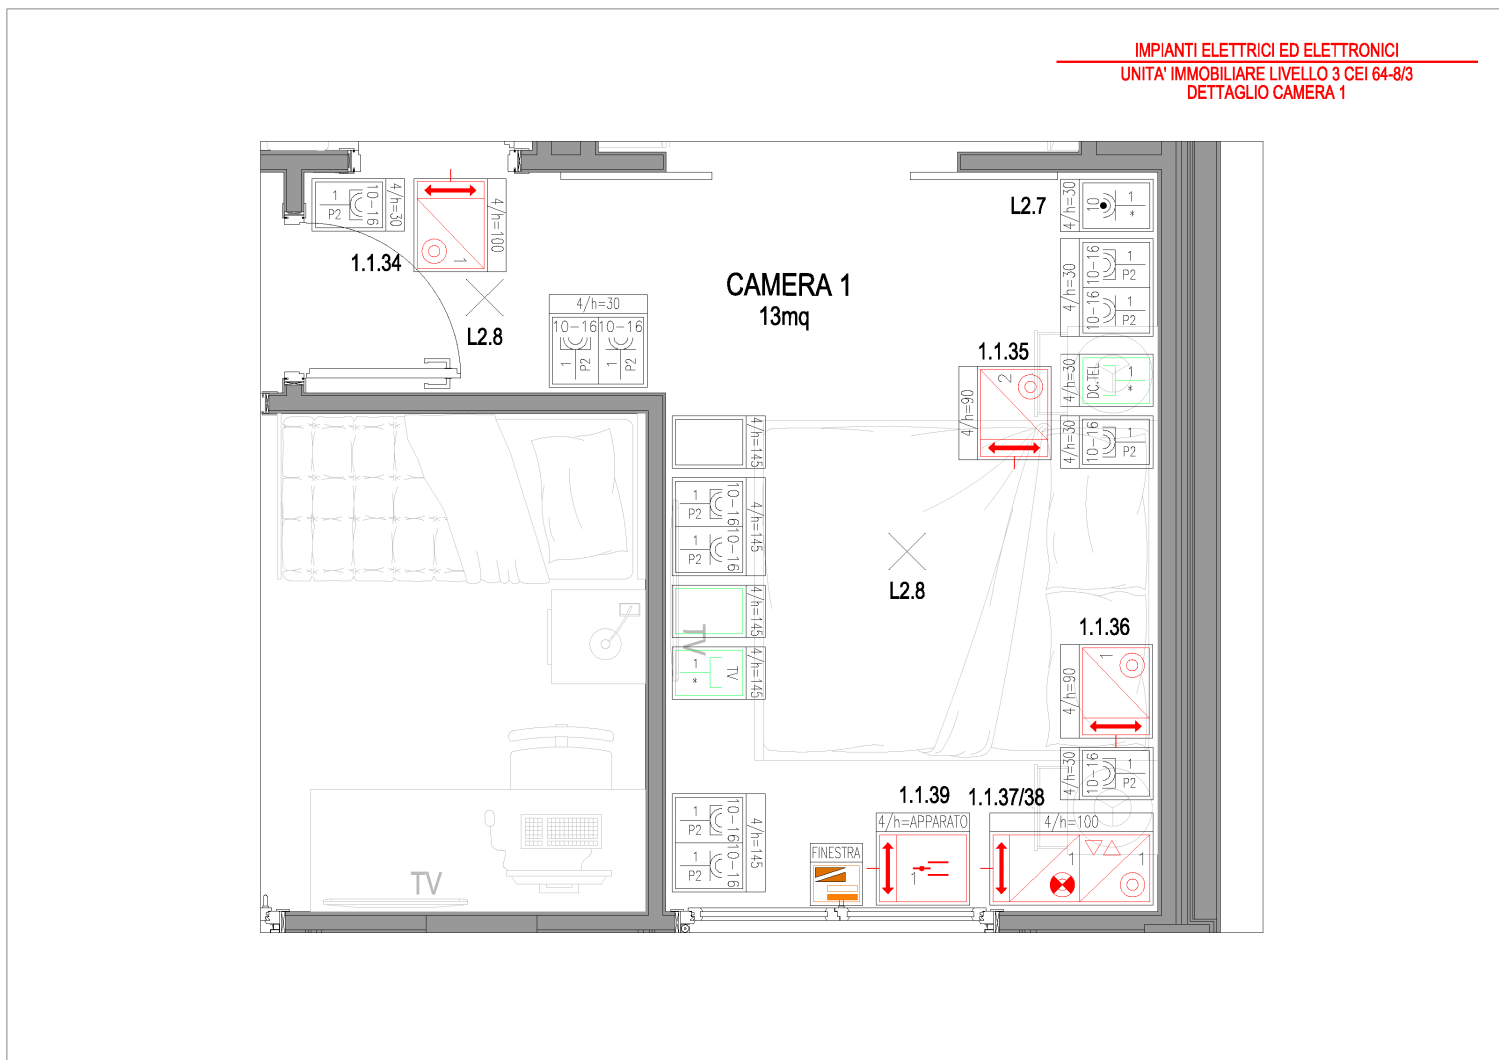 IMPIANTI ELETTRICI ED ELETTRONICI
UNITA' IMMOBILIARE LIVELLO 3 CEI 64-8/3
DETTAGLIO CAMERA 1
1
P2
10-16
4/h=30
4/h=100
1
1.1.34
L2.8
4/h=30
10-16
10-16
1
P2
1
P2
CAMERA 1
13mq
L2.7
4/h=30
10
1
*
4/h=30
10-16
1
P2
10-16
1
P2
1.1.35
4/h=90
2
4/h=30
DC.TEL
1
*
4/h=30
10-16
1
P2
4/h=145
1
P2
10-16
1
P2
10-16
4/h=145
4/h=145
TV
1
*
TV
4/h=145
L2.8
1.1.36
4/h=90
1
4/h=30
10-16
1
P2
1
P2
10-16
1
P2
10-16
4/h=145
1.1.39
4/h=APPARATO
1
1.1.37/38
4/h=100
1
1
FINESTRA
TV